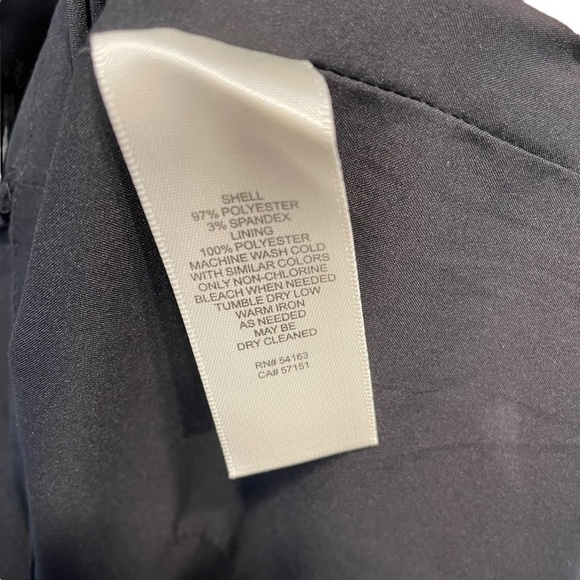 SHELL
97% POLYESTER
3% SPANDEX
LINING
100% POLYESTER
MACHINE WASH COLD
WITH SIMILAR COLORS
ONLY NON-CHLORINE
BLEACH WHEN NEEDED
TUMBLE DRY LOW
WARM IRON
AS NEEDED
MAY BE
DRY CLEANED
RN# 54163
CA# 57151